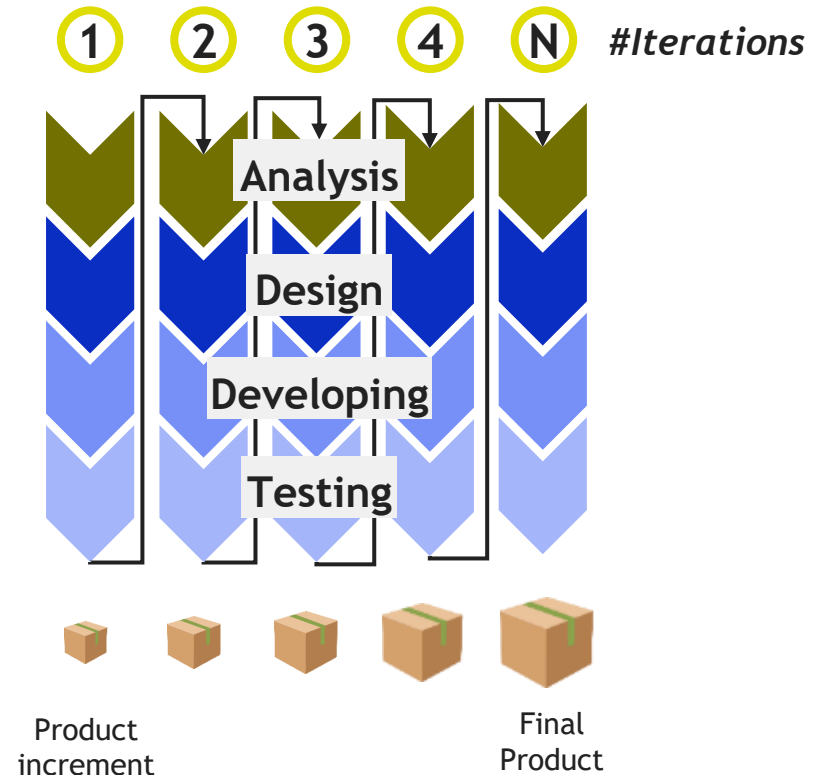 1 2 3 4 N #Iterations
Analysis
Design
Developing
Testing
Product
increment
Final
Product